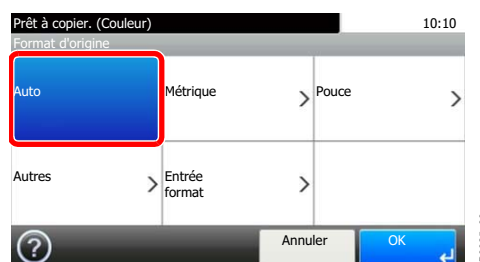 Prêt à copier. (Couleur) 10:10
Format d'origine
Auto Métrique Pouce
Autres Entrée
format
Annuler OK